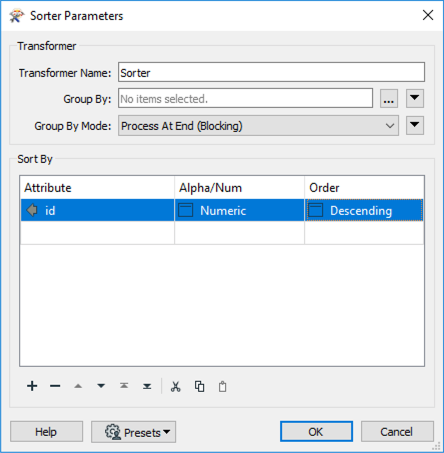 Sorter Parameters
Transformer
Transformer Name: Sorter
Group By: No items selected. ...
Group By Mode: Process At End (Blocking)
Sort By
Attribute Alpha/Num Order
id Numeric Descending
Help Presets OK Cancel